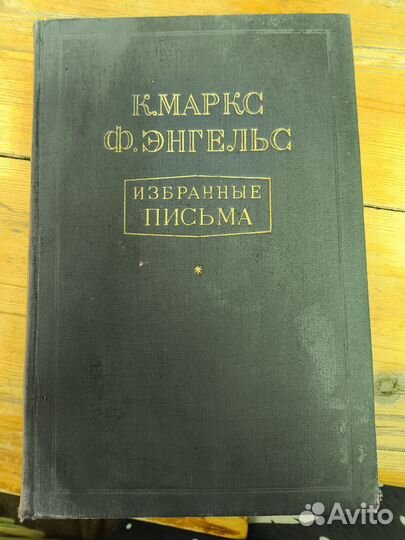 К. МАРКС
Ф. ЭНГЕЛЬС
ИЗБРАННЫЕ
ПИСЬМА
*
Avito